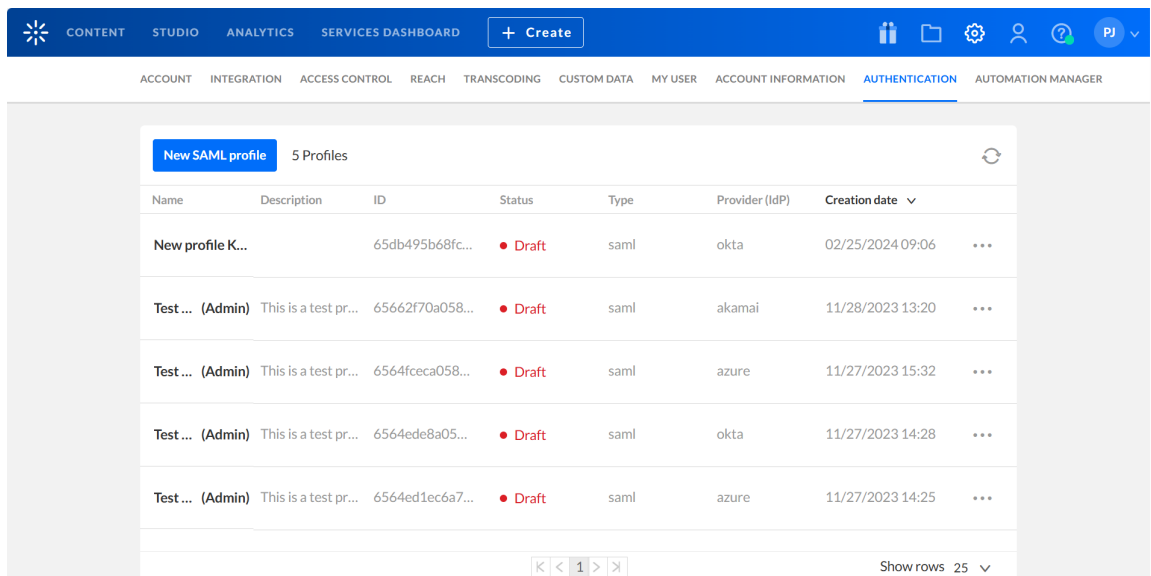 CONTENT STUDIO ANALYTICS SERVICES DASHBOARD + Create PJ
ACCOUNT INTEGRATION ACCESS CONTROL REACH TRANSCODING CUSTOM DATA MY USER ACCOUNT INFORMATION AUTHENTICATION AUTOMATION MANAGER
New SAML profile 5 Profiles
Name Description ID Status Type Provider (IdP) Creation date
New profile K... 65db495b68fc... Draft saml okta 02/25/2024 09:06
Test ... (Admin) This is a test pr... 65662f70a058... Draft saml akamai 11/28/2023 13:20
Test ... (Admin) This is a test pr... 6564fceca058... Draft saml azure 11/27/2023 15:32
Test ... (Admin) This is a test pr... 6564ede8a05... Draft saml okta 11/27/2023 14:28
Test ... (Admin) This is a test pr... 6564ed1ec6a7... Draft saml azure 11/27/2023 14:25
1 Show rows 25